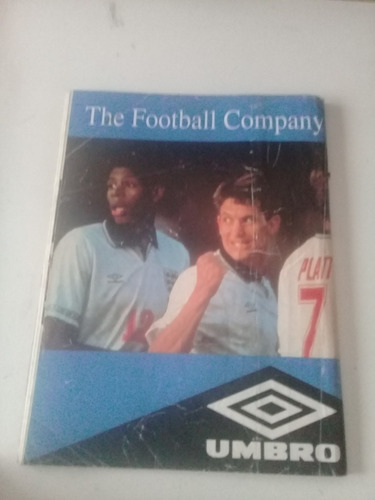 The Football Company
PLAT
7
UMBRO